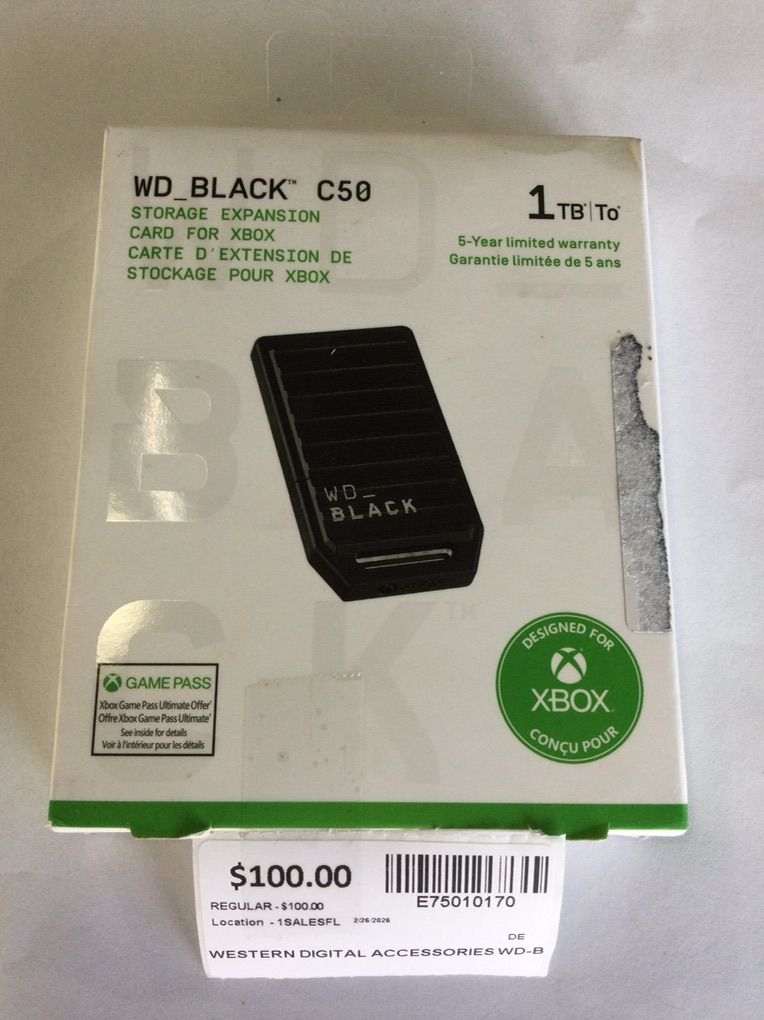 WD_BLACK™ C50
STORAGE EXPANSION
CARD FOR XBOX
CARTE D'EXTENSION DE
STOCKAGE POUR XBOX
1TB*|To*
5-Year limited warranty
Garantie limitée de 5 ans
WD_
BLACK
GAME PASS
Xbox Game Pass Ultimate Offer*
Offre Xbox Game Pass Ultimate*
See inside for details
Voir à l'intérieur pour les détails
DESIGNED FOR
XBOX
CONÇU POUR
$100.00
REGULAR - $100.00
Location - 1SALESFL 2/26/2026
E75010170
DE
WESTERN DIGITAL ACCESSORIES WD-B